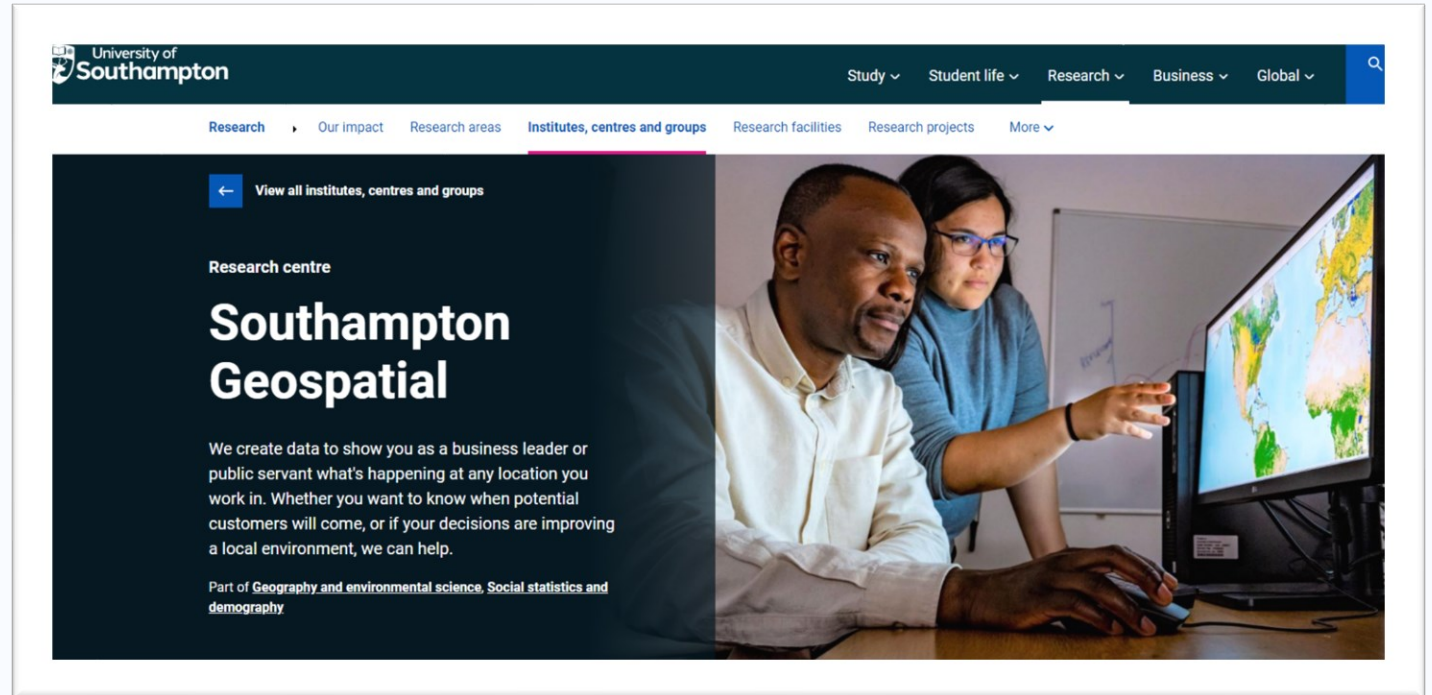 University of
Southampton
Study
Student life
Research
Business
Global
Research
Our impact
Research areas
Institutes, centres and groups
Research facilities
Research projects
More
View all institutes, centres and groups
Research centre
Southampton
Geospatial
We create data to show you as a business leader or
public servant what's happening at any location you
work in. Whether you want to know when potential
customers will come, or if your decisions are improving
a local environment, we can help.
Part of Geography and environmental science, Social statistics and
demography